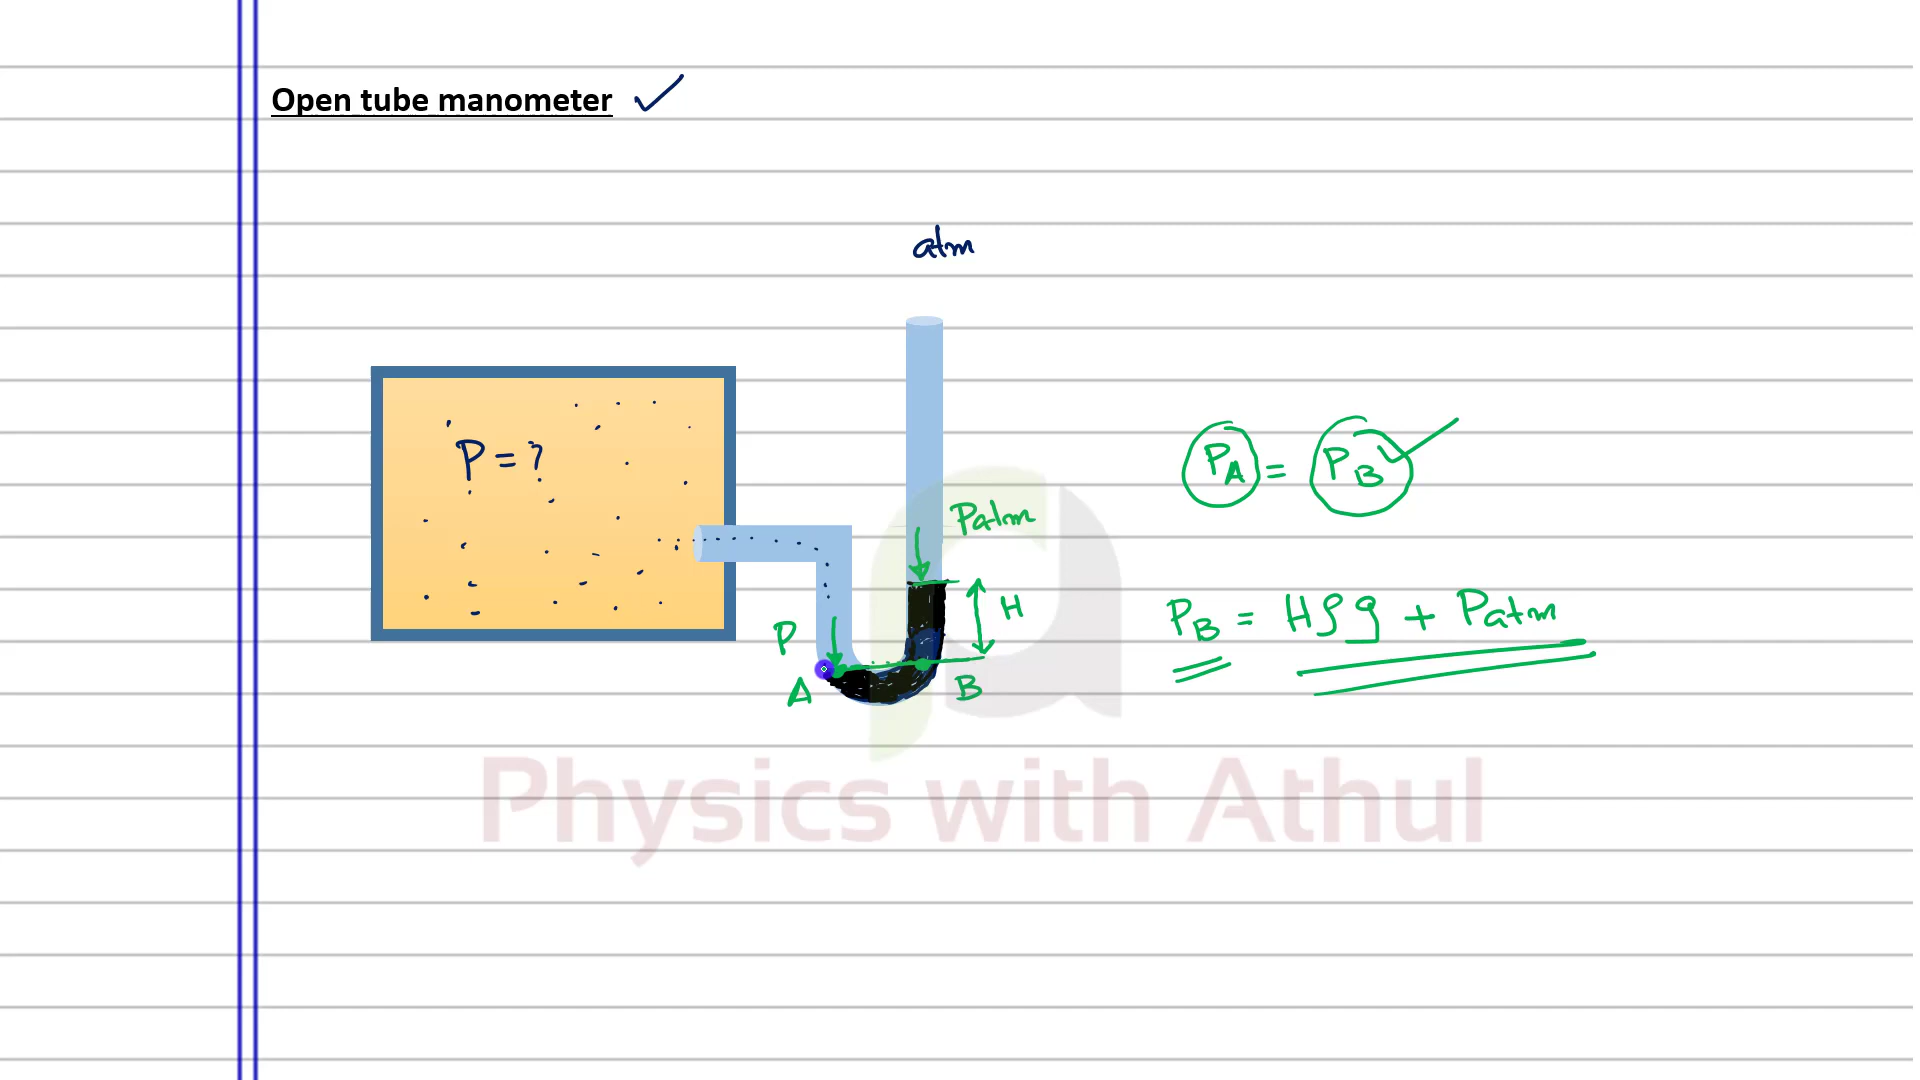 Open tube manometer
atm
P = ?
Patm
H
P
A
B
PA = PB
PB = Hρg + Patm
Physics with Athul